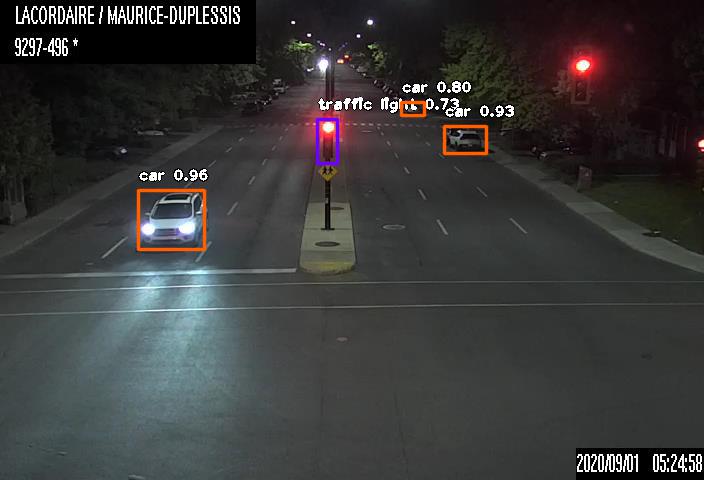 LACORDAIRE / MAURICE-DUPLESSIS
9297-496 *
car 0.80
traffic light 0.73
car 0.93
car 0.96
2020/09/01 05:24:58